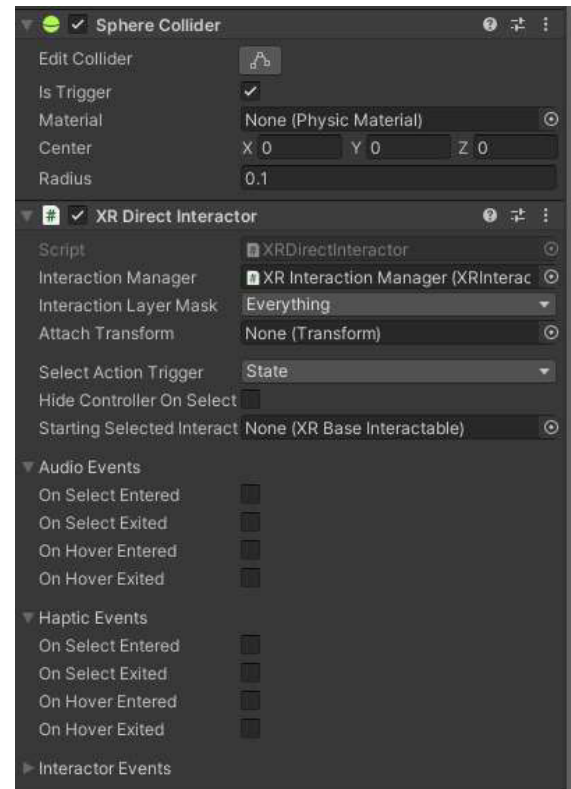 Sphere Collider
Edit Collider
Is Trigger
Material None (Physic Material)
Center X 0 Y 0 Z 0
Radius 0.1
# XR Direct Interactor
Script # XRDirectInteractor
Interaction Manager # XR Interaction Manager (XRInterac
Interaction Layer Mask Everything
Attach Transform None (Transform)
Select Action Trigger State
Hide Controller On Select
Starting Selected Interact None (XR Base Interactable)
Audio Events
On Select Entered
On Select Exited
On Hover Entered
On Hover Exited
Haptic Events
On Select Entered
On Select Exited
On Hover Entered
On Hover Exited
Interactor Events